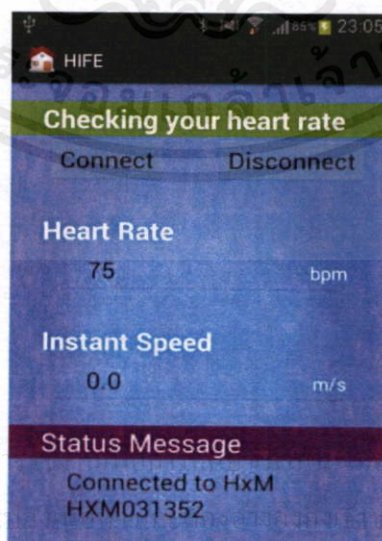 85% 23:05
HIFE
Checking your heart rate
Connect Disconnect
Heart Rate
75 bpm
Instant Speed
0.0 m/s
Status Message
Connected to HxM
HXM031352